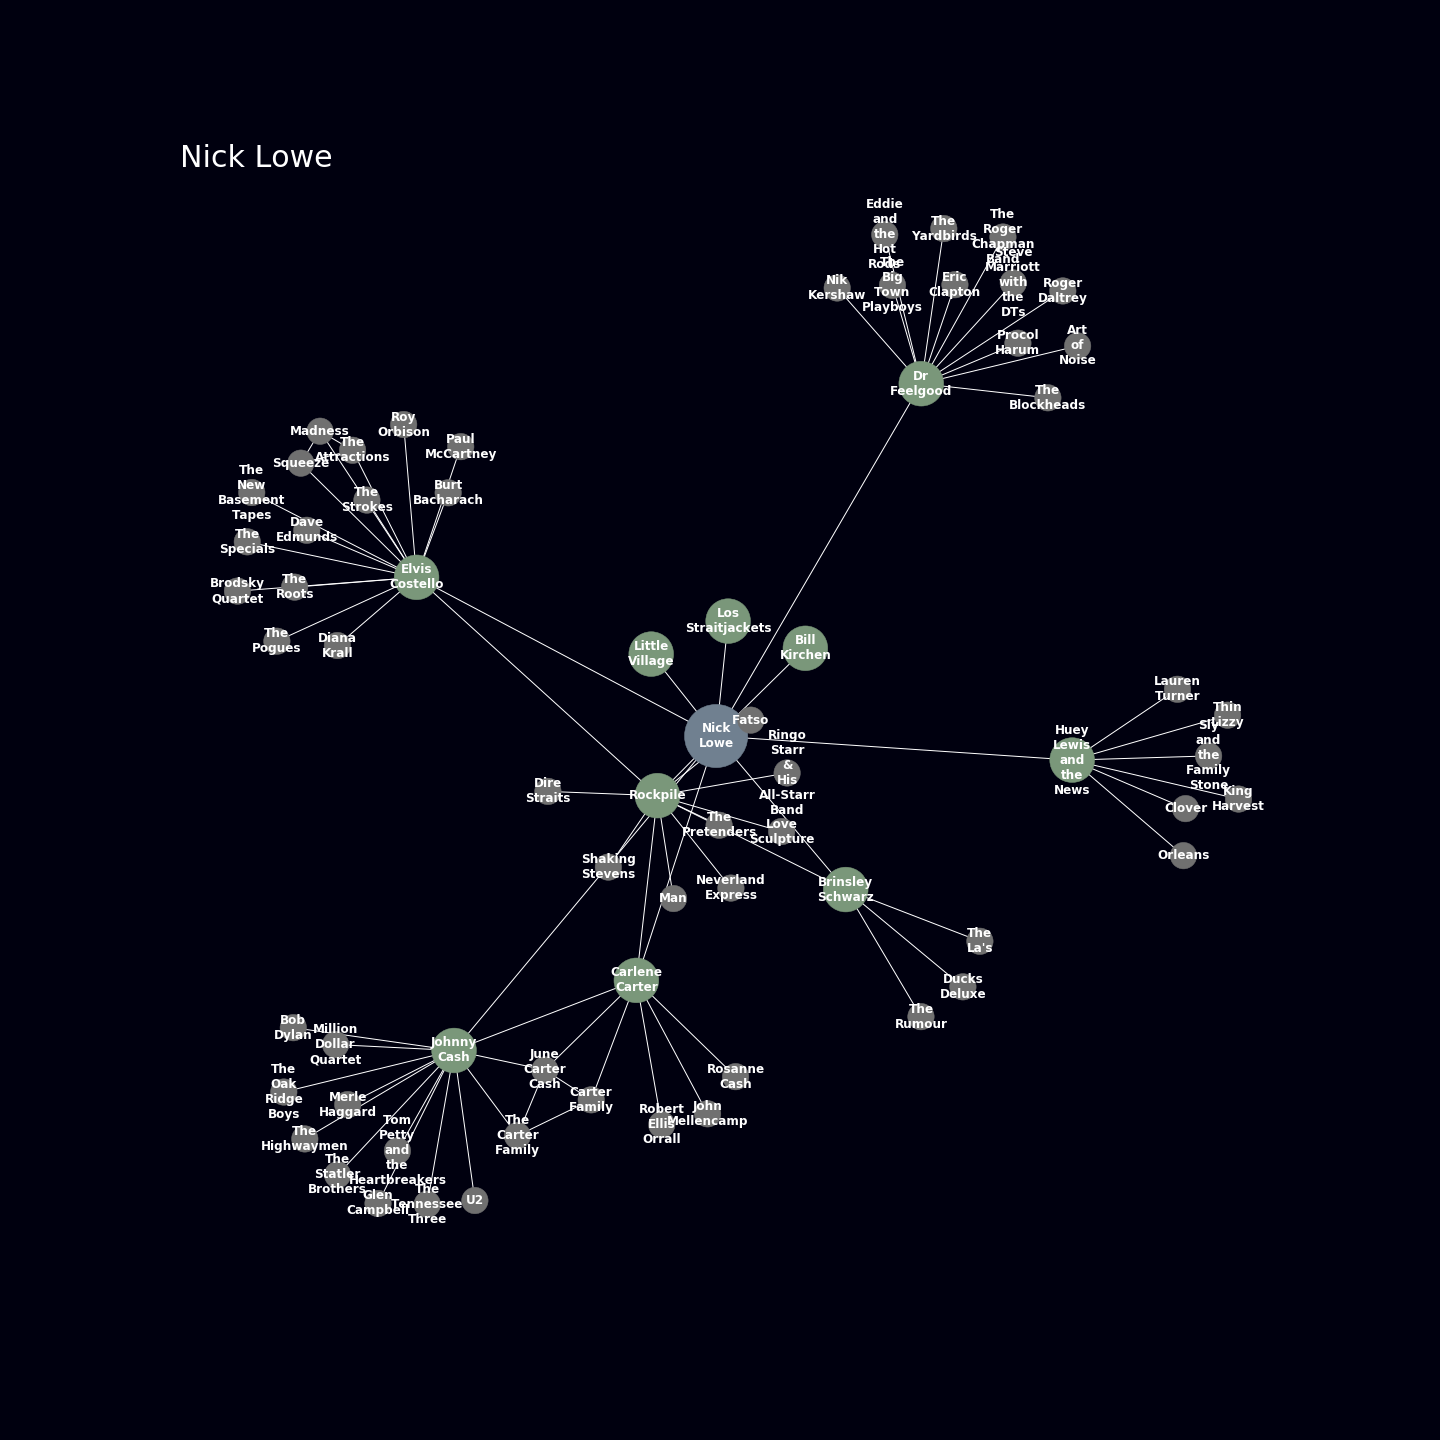 Nick Lowe
Eddie
and
the
Hot
Rods
The
Yardbirds
The
Roger
Chapman
Band
Nik
Kershaw
The
Big
Town
Playboys
Eric
Clapton
Steve
Marriott
with
the
DTs
Roger
Daltrey
Procol
Harum
Art
of
Noise
Dr
Feelgood
The
Blockheads
Madness
The
Attractions
Roy
Orbison
Paul
McCartney
Squeeze
The
New
Basement
Tapes
The
Strokes
Burt
Bacharach
Dave
Edmunds
The
Specials
Elvis
Costello
Brodsky
Quartet
The
Roots
The
Pogues
Diana
Krall
Los
Straitjackets
Little
Village
Bill
Kirchen
Nick
Lowe
Fatso
Ringo
Starr
&
His
All-Starr
Band
Lauren
Turner
Thin
Lizzy
Huey
Lewis
and
the
News
Sly
and
the
Family
Stone
King
Harvest
Clover
Orleans
Dire
Straits
Rockpile
The
Pretenders
Love
Sculpture
Shaking
Stevens
Man
Neverland
Express
Brinsley
Schwarz
The
La's
Ducks
Deluxe
The
Rumour
Carlene
Carter
Bob
Dylan
Million
Dollar
Quartet
Johnny
Cash
June
Carter
Cash
Carter
Family
The
Carter
Family
Rosanne
Cash
John
Mellencamp
Robert
Ellis
Orrall
The
Oak
Ridge
Boys
Merle
Haggard
The
Highwaymen
Tom
Petty
and
the
Heartbreakers
The
Statler
Brothers
Glen
Campbell
The
Tennessee
Three
U2